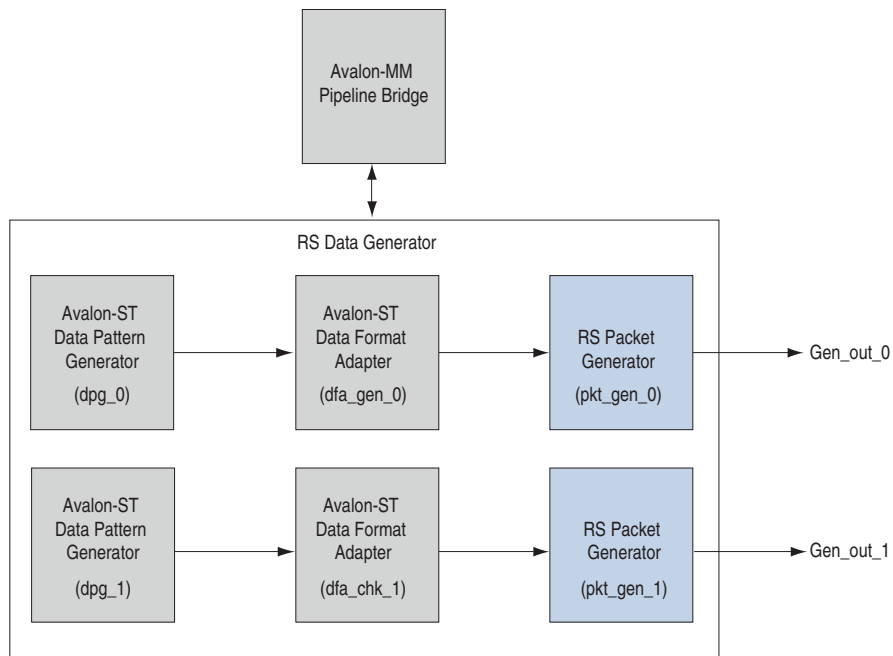 Avalon-MM
Pipeline Bridge
RS Data Generator
Avalon-ST
Data Pattern
Generator
(dpg_0)
Avalon-ST
Data Format
Adapter
(dfa_gen_0)
RS Packet
Generator
(pkt_gen_0)
Gen_out_0
Avalon-ST
Data Pattern
Generator
(dpg_1)
Avalon-ST
Data Format
Adapter
(dfa_chk_1)
RS Packet
Generator
(pkt_gen_1)
Gen_out_1